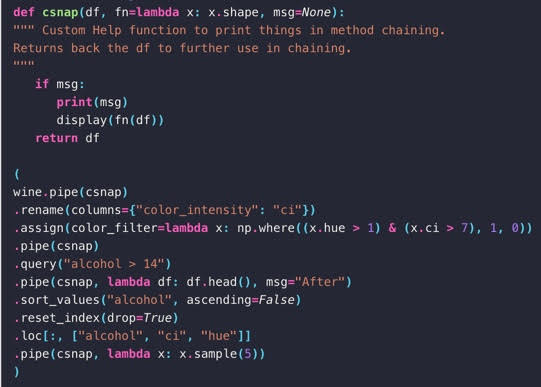 def csnap(df, fn=lambda x: x.shape, msg=None):
""" Custom Help function to print things in method chaining.
Returns back the df to further use in chaining.
"""
   if msg:
      print(msg)
      display(fn(df))
   return df

(
wine.pipe(csnap)
.rename(columns={"color_intensity": "ci"})
.assign(color_filter=lambda x: np.where((x.hue > 1) & (x.ci > 7), 1, 0))
.pipe(csnap)
.query("alcohol > 14")
.pipe(csnap, lambda df: df.head(), msg="After")
.sort_values("alcohol", ascending=False)
.reset_index(drop=True)
.loc[:, ["alcohol", "ci", "hue"]]
.pipe(csnap, lambda x: x.sample(5))
)